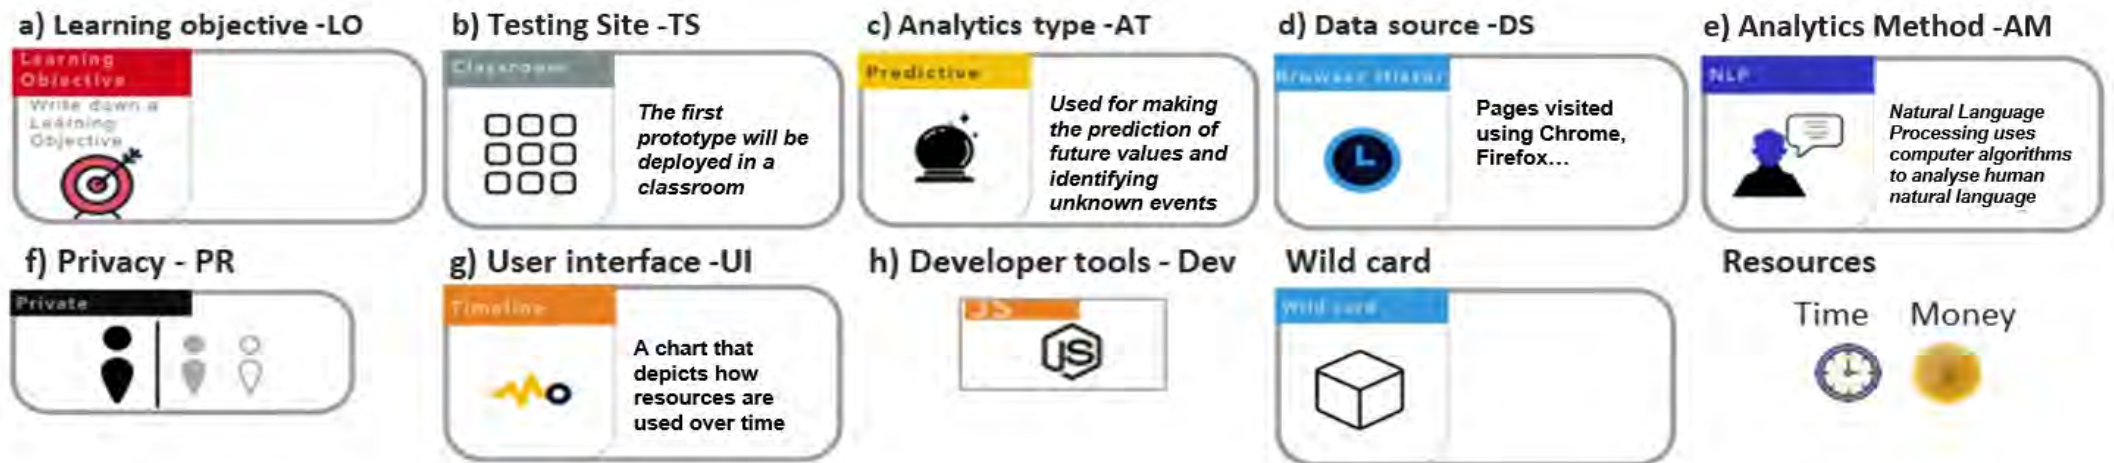 a) Learning objective -LO
Learning
Objective
Write down a
Learning
Objective
b) Testing Site -TS
Classroom
The first
prototype will be
deployed in a
classroom
c) Analytics type -AT
Predictive
Used for making
the prediction of
future values and
identifying
unknown events
d) Data source -DS
Browser Histor
Pages visited
using Chrome,
Firefox...
e) Analytics Method -AM
NLP
Natural Language
Processing uses
computer algorithms
to analyse human
natural language
f) Privacy - PR
Private
g) User interface -UI
Timeline
A chart that
depicts how
resources are
used over time
h) Developer tools - Dev
JS
JS
Wild card
Wild card
Resources
Time Money